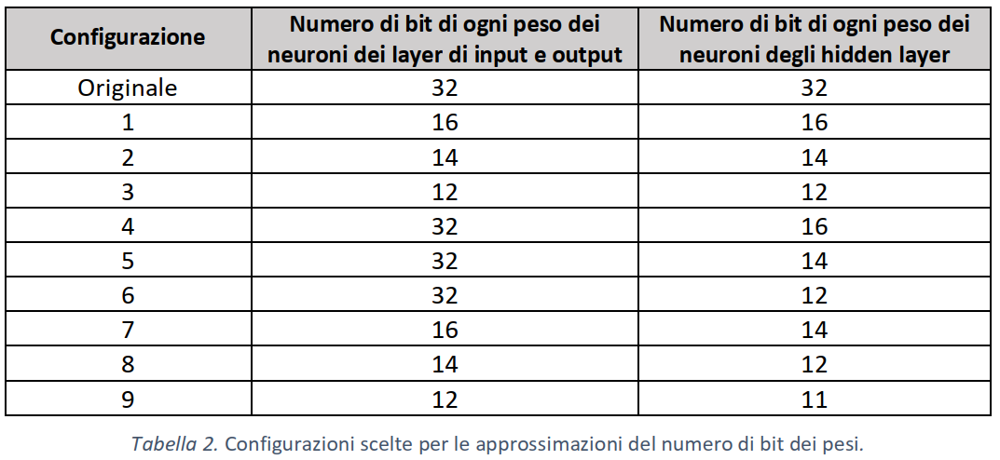 Configurazione Numero di bit di ogni peso dei neuroni dei layer di input e output Numero di bit di ogni peso dei neuroni degli hidden layer
Originale 32 32
1 16 16
2 14 14
3 12 12
4 32 16
5 32 14
6 32 12
7 16 14
8 14 12
9 12 11
Tabella 2. Configurazioni scelte per le approssimazioni del numero di bit dei pesi.